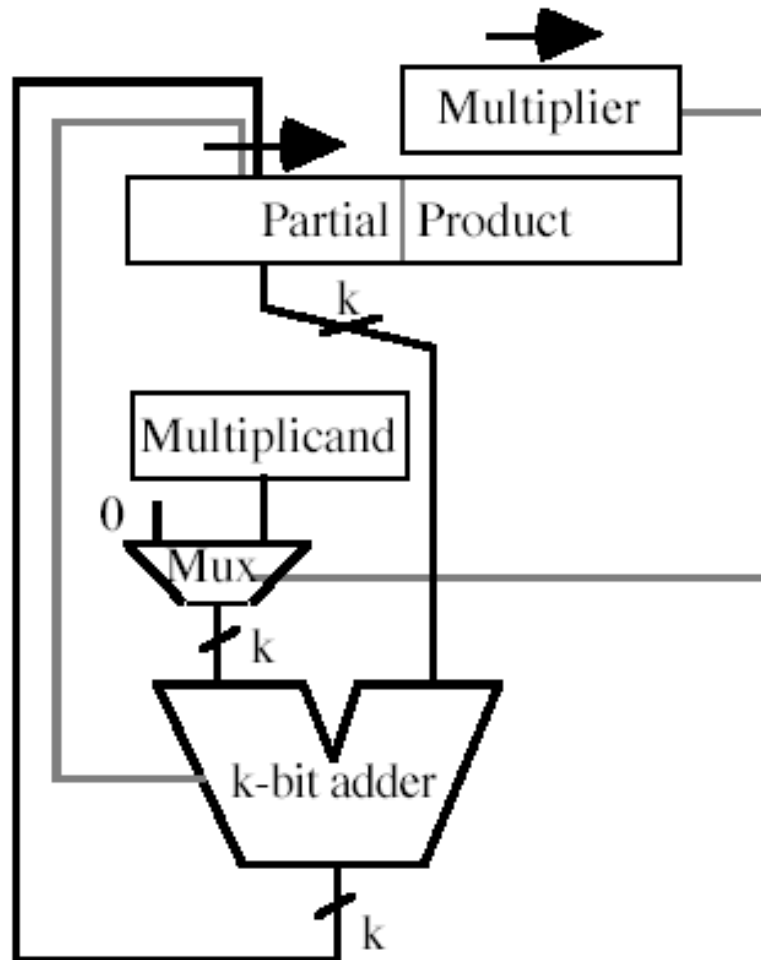 Multiplier
Partial Product
k
Multiplicand
0
Mux
k
k-bit adder
k